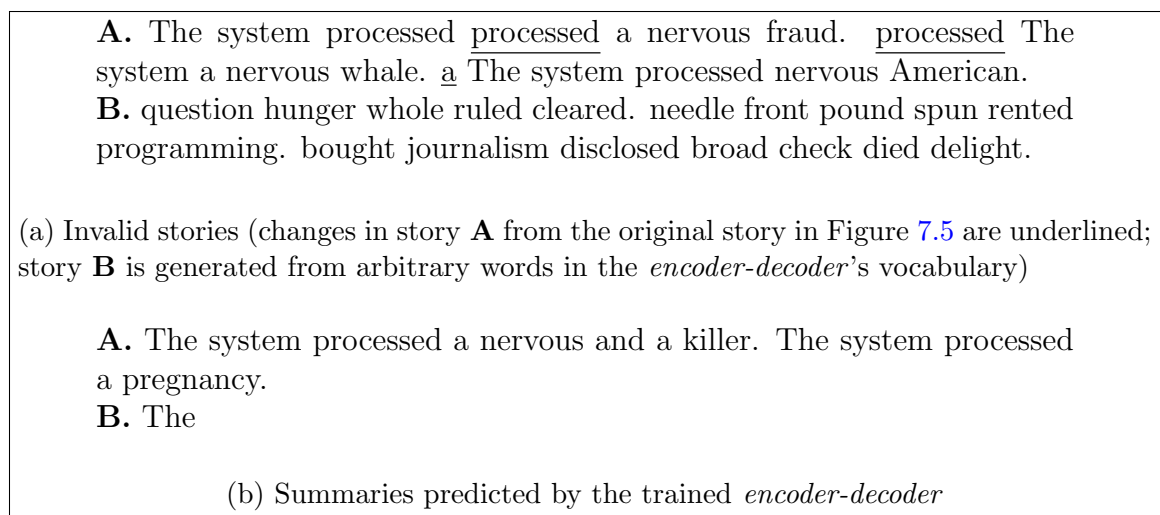 A. The system processed processed a nervous fraud. processed The
system a nervous whale. a The system processed nervous American.
B. question hunger whole ruled cleared. needle front pound spun rented
programming. bought journalism disclosed broad check died delight.
(a) Invalid stories (changes in story A from the original story in Figure 7.5 are underlined;
story B is generated from arbitrary words in the encoder-decoder's vocabulary)
A. The system processed a nervous and a killer. The system processed
a pregnancy.
B. The
(b) Summaries predicted by the trained encoder-decoder